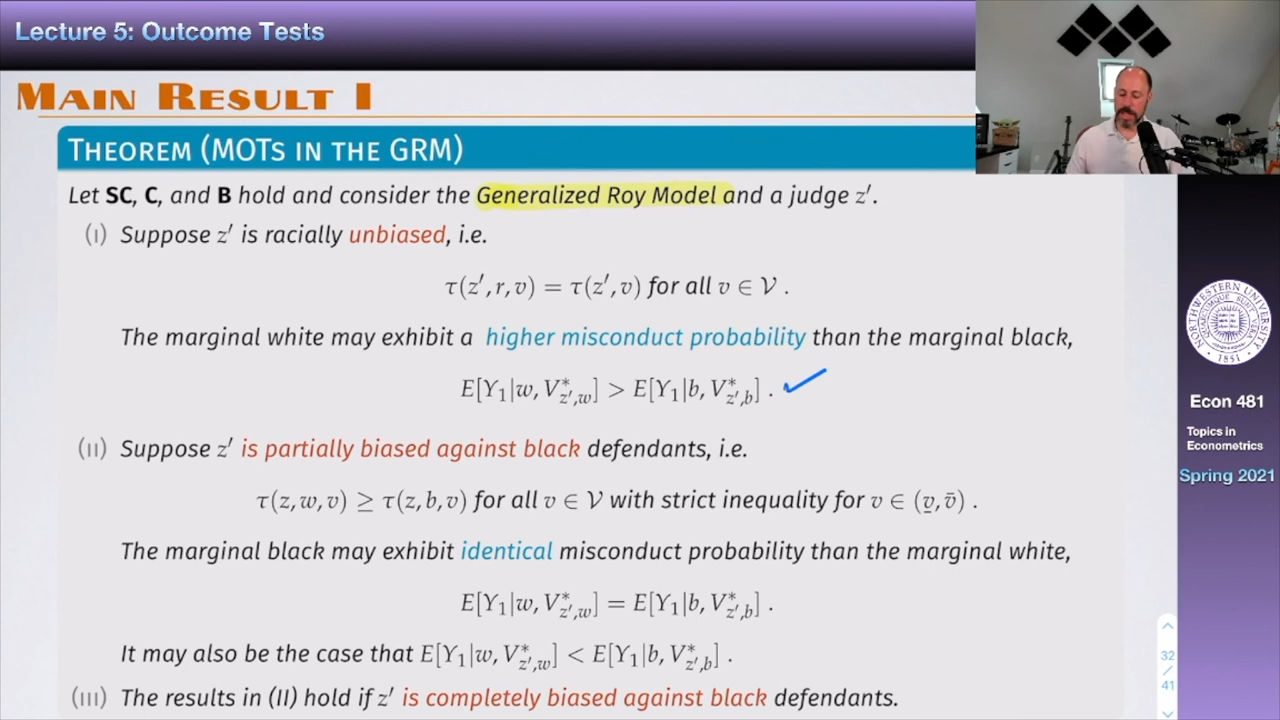 Lecture 5: Outcome Tests
MAIN RESULT I
THEOREM (MOTs IN THE GRM)
Let SC, C, and B hold and consider the Generalized Roy Model and a judge z′.
(I) Suppose z′ is racially unbiased, i.e.
τ(z′, r, v) = τ(z′, v) for all v ∈ 𝒱 .
The marginal white may exhibit a higher misconduct probability than the marginal black,
E[Y₁|w, V*_{z′,w}] > E[Y₁|b, V*_{z′,b}] .
(II) Suppose z′ is partially biased against black defendants, i.e.
τ(z, w, v) ≥ τ(z, b, v) for all v ∈ 𝒱 with strict inequality for v ∈ (v̲, v̄) .
The marginal black may exhibit identical misconduct probability than the marginal white,
E[Y₁|w, V*_{z′,w}] = E[Y₁|b, V*_{z′,b}] .
It may also be the case that E[Y₁|w, V*_{z′,w}] < E[Y₁|b, V*_{z′,b}] .
(III) The results in (II) hold if z′ is completely biased against black defendants.
NORTHWESTERN UNIVERSITY
1851
Econ 481
Topics in
Econometrics
Spring 2021
32
/
41